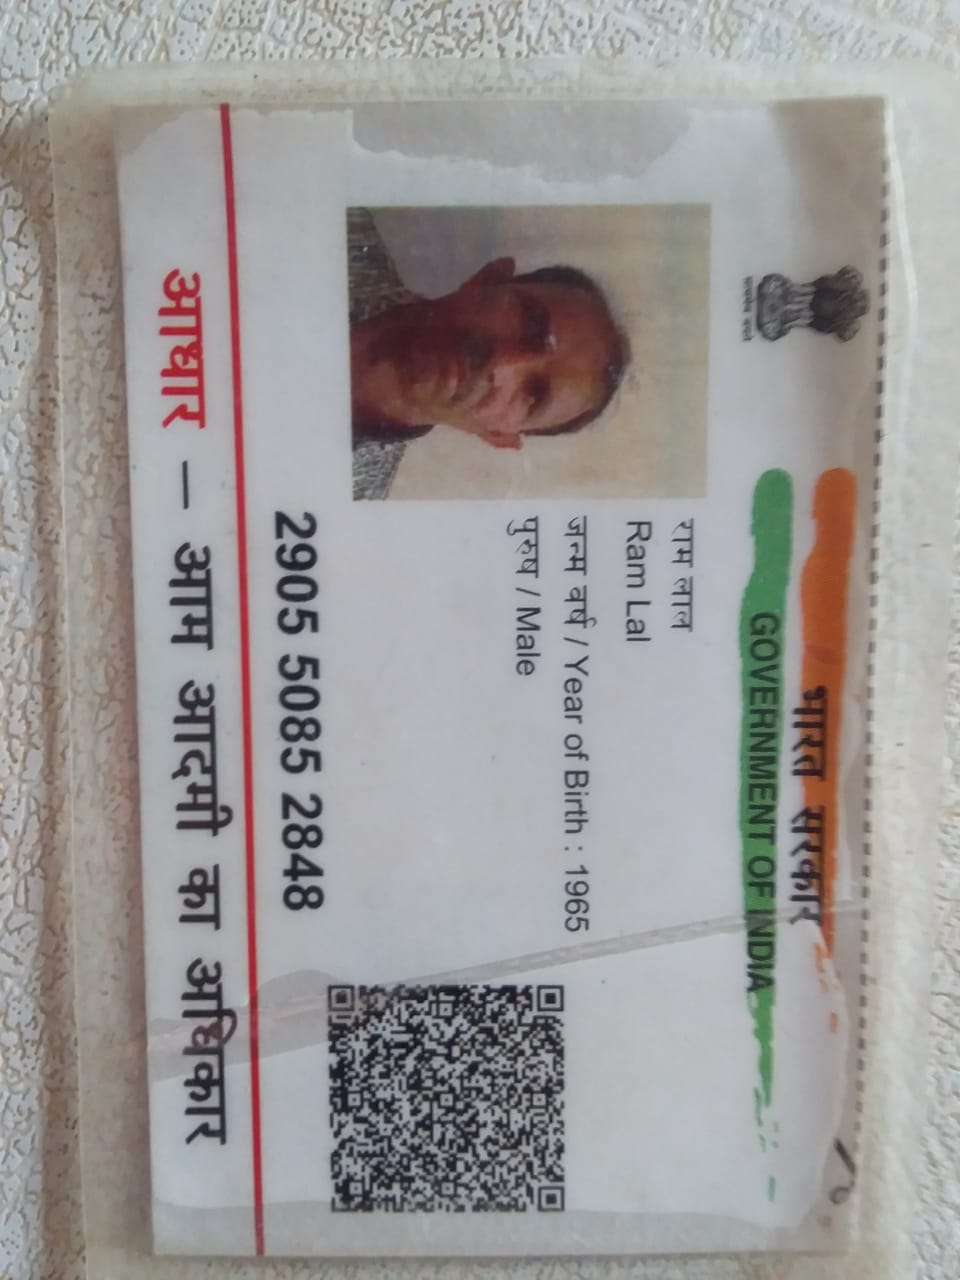 भारत सरकार
GOVERNMENT OF INDIA
सत्यमेव जयते
राम लाल
Ram Lal
जन्म वर्ष / Year of Birth : 1965
पुरुष / Male
2905 5085 2848
आधार – आम आदमी का अधिकार